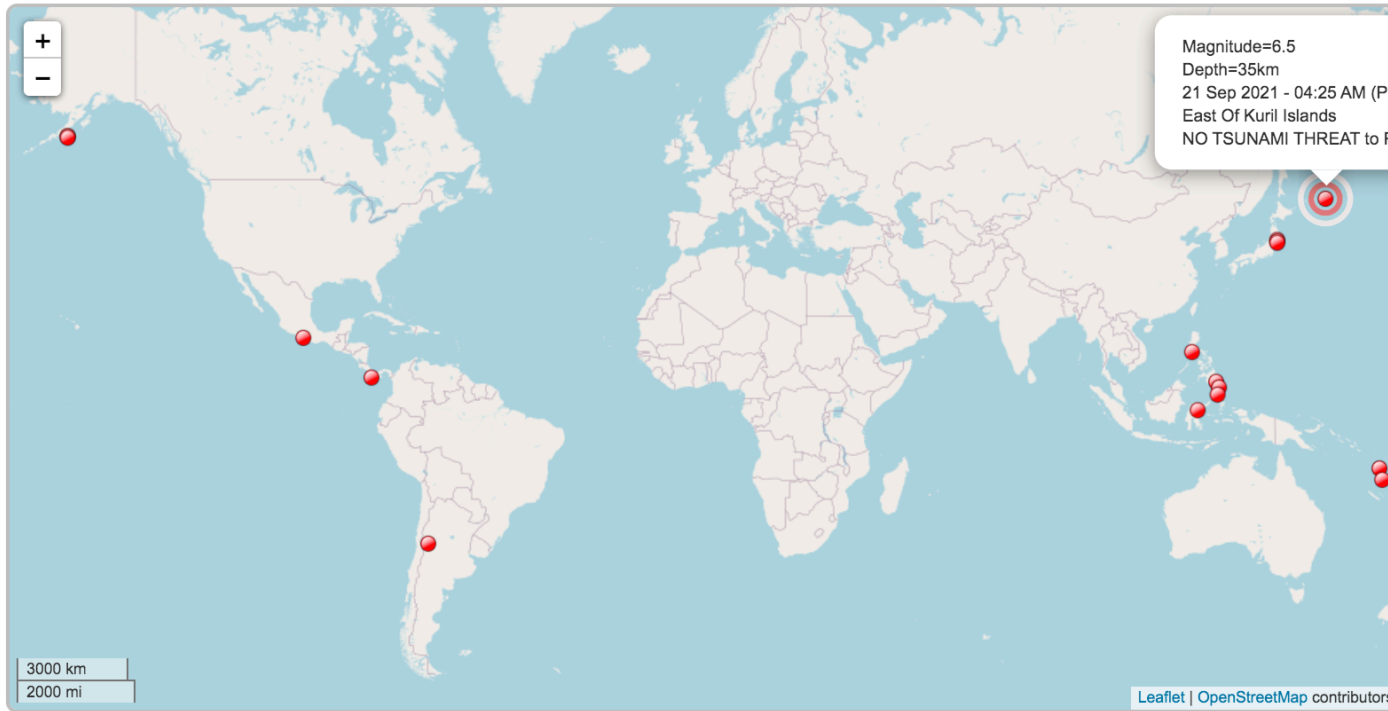 +
−
Magnitude=6.5
Depth=35km
21 Sep 2021 - 04:25 AM (P
East Of Kuril Islands
NO TSUNAMI THREAT to
3000 km
2000 mi
Leaflet | OpenStreetMap contributors